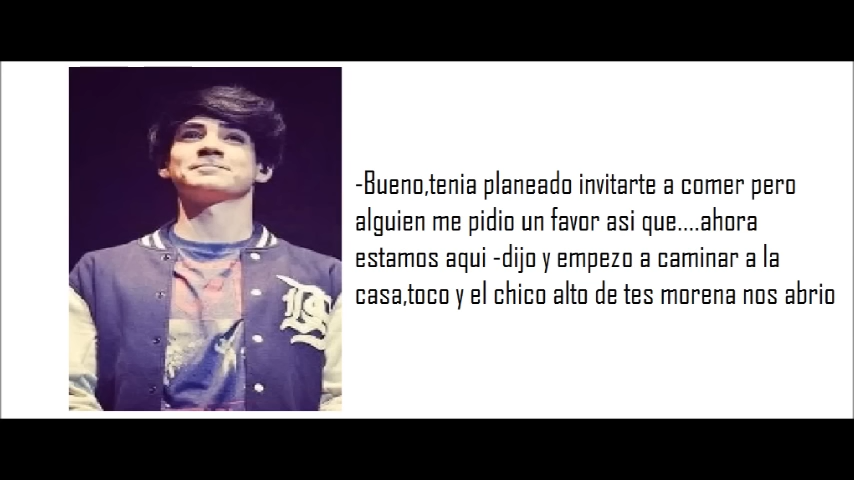 -Bueno,tenia planeado invitarte a comer pero
alguien me pidio un favor asi que....ahora
estamos aqui -dijo y empezo a caminar a la
casa,toco y el chico alto de tes morena nos abrio